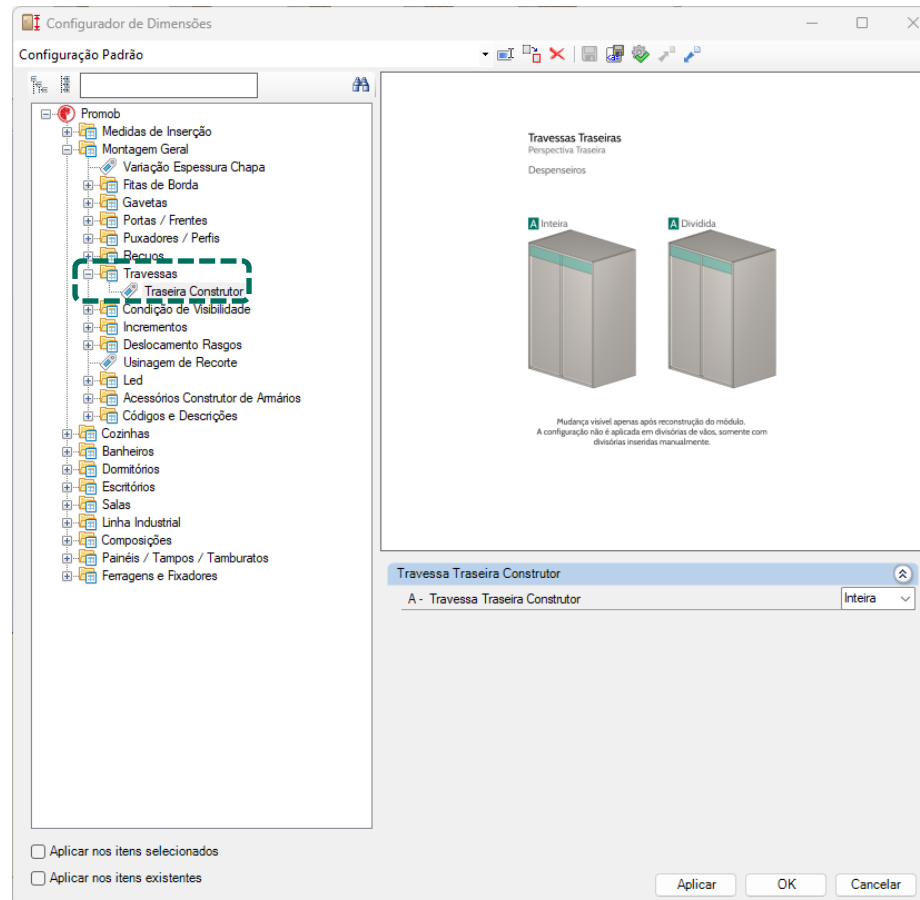 Configurador de Dimensões
Configuração Padrão
Promob
Medidas de Inserção
Montagem Geral
Variação Espessura Chapa
Fitas de Borda
Gavetas
Portas / Frentes
Puxadores / Perfis
Recuos
Travessas
Traseira Construtor
Condição de Visibilidade
Incrementos
Deslocamento Rasgos
Usinagem de Recorte
Led
Acessórios Construtor de Armários
Códigos e Descrições
Cozinhas
Banheiros
Dormitórios
Escritórios
Salas
Linha Industrial
Composições
Painéis / Tampos / Tamburatos
Ferragens e Fixadores
Travessas Traseiras
Perspectiva Traseira
Despenseiros
A Inteira
A Dividida
Mudança visível apenas após reconstrução do módulo.
A configuração não é aplicada em divisórias de vãos, somente com
divisórias inseridas manualmente.
Travessa Traseira Construtor
A - Travessa Traseira Construtor Inteira
Aplicar nos itens selecionados
Aplicar nos itens existentes
Aplicar OK Cancelar